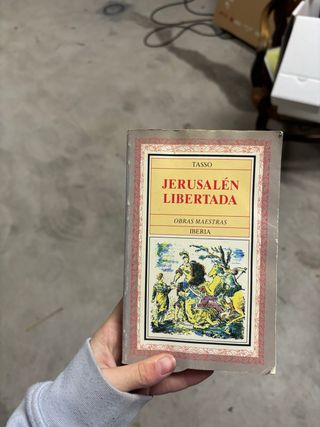 TASSO
JERUSALÉN
LIBERTADA
OBRAS MAESTRAS
IBERIA